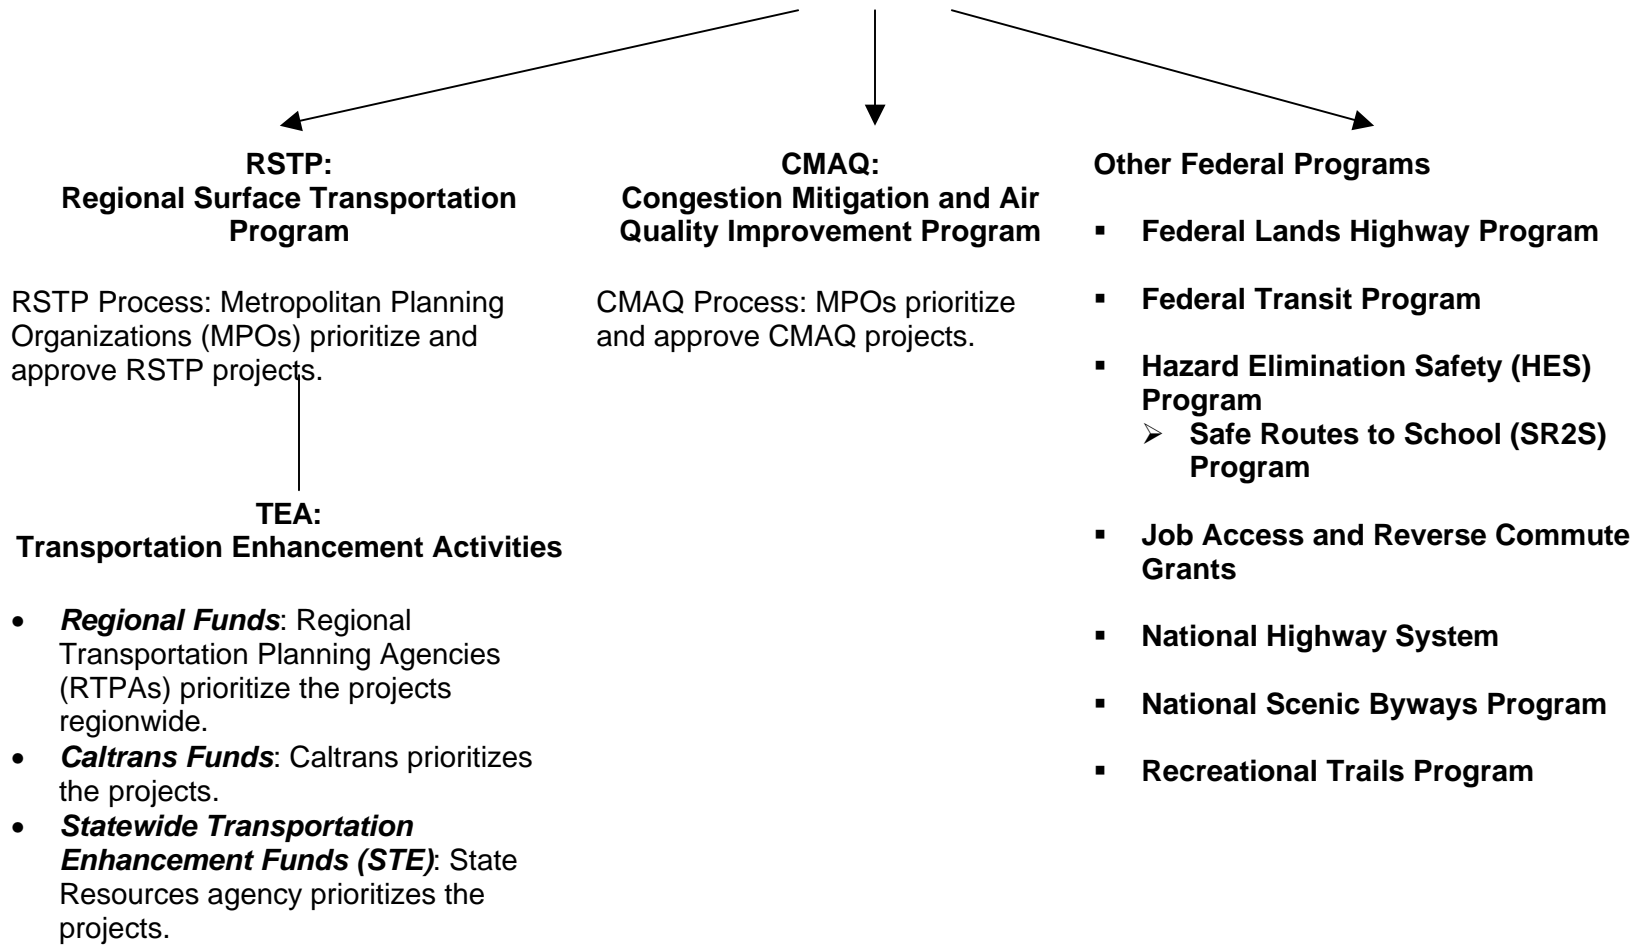 RSTP:
Regional Surface Transportation
Program
RSTP Process: Metropolitan Planning
Organizations (MPOs) prioritize and
approve RSTP projects.
TEA:
Transportation Enhancement Activities
• Regional Funds: Regional
Transportation Planning Agencies
(RTPAs) prioritize the projects
regionwide.
• Caltrans Funds: Caltrans prioritizes
the projects.
• Statewide Transportation
Enhancement Funds (STE): State
Resources agency prioritizes the
projects.
CMAQ:
Congestion Mitigation and Air
Quality Improvement Program
CMAQ Process: MPOs prioritize
and approve CMAQ projects.
Other Federal Programs
▪ Federal Lands Highway Program
▪ Federal Transit Program
▪ Hazard Elimination Safety (HES)
Program
➢ Safe Routes to School (SR2S)
Program
▪ Job Access and Reverse Commute
Grants
▪ National Highway System
▪ National Scenic Byways Program
▪ Recreational Trails Program